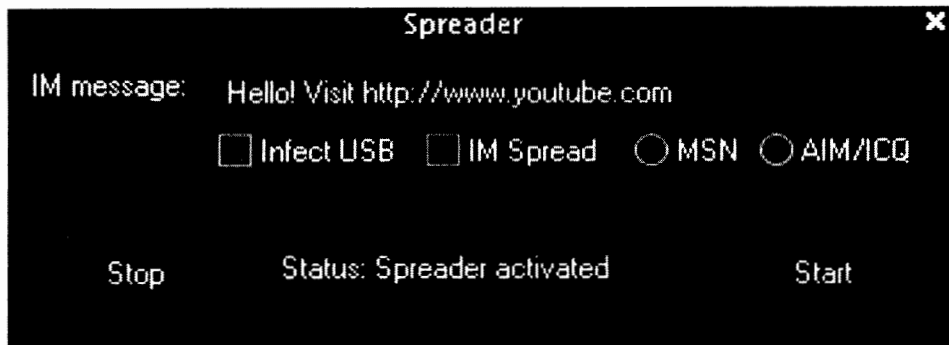 Spreader
IM message: Hello! Visit http://www.youtube.com
Infect USB IM Spread MSN AIM/ICQ
Stop Status: Spreader activated Start